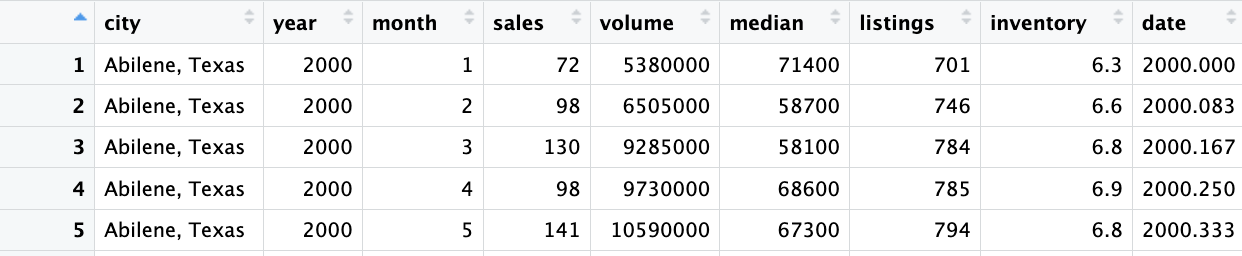 city year month sales volume median listings inventory date
1 Abilene, Texas 2000 1 72 5380000 71400 701 6.3 2000.000
2 Abilene, Texas 2000 2 98 6505000 58700 746 6.6 2000.083
3 Abilene, Texas 2000 3 130 9285000 58100 784 6.8 2000.167
4 Abilene, Texas 2000 4 98 9730000 68600 785 6.9 2000.250
5 Abilene, Texas 2000 5 141 10590000 67300 794 6.8 2000.333